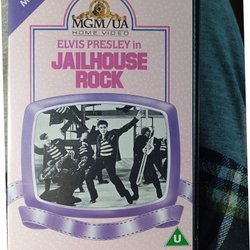 MGM/UA
HOME VIDEO
ELVIS PRESLEY in
JAILHOUSE
ROCK
U